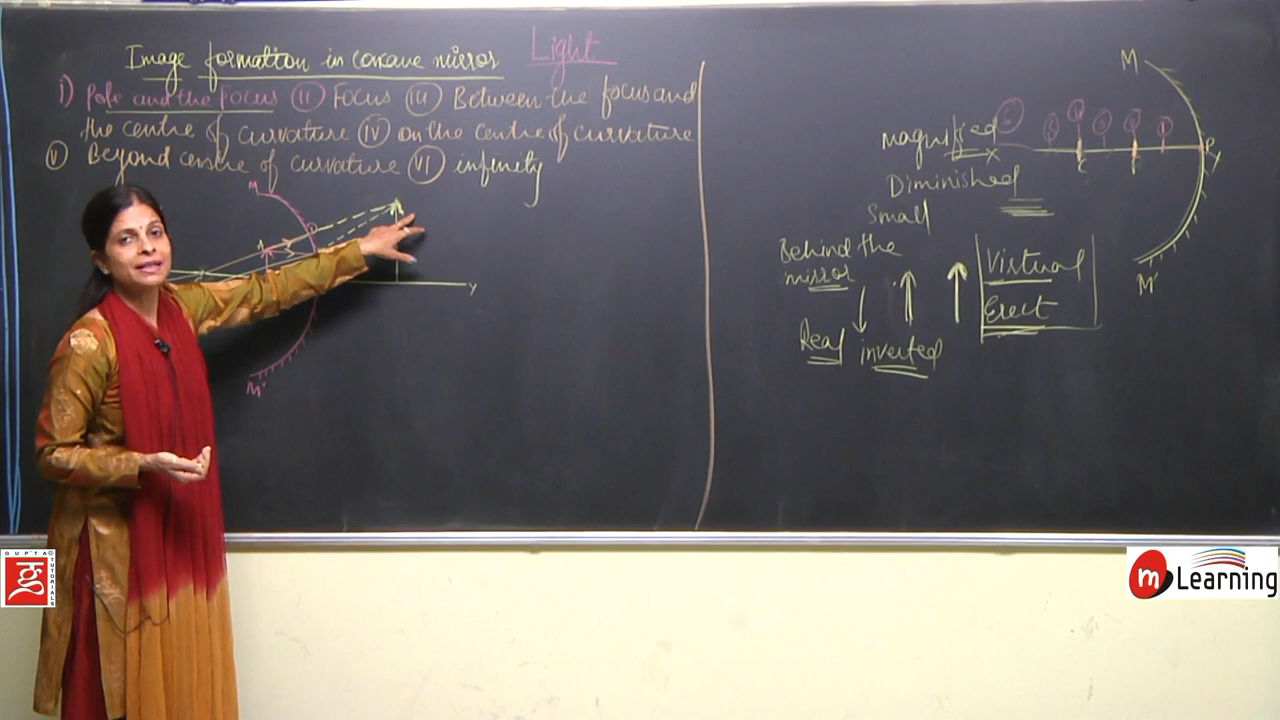 Image formation in concave mirror
Light
i) Pole and the Focus (II) Focus (III) Between the focus and
the centre of curvature (IV) on the centre of curvature
(V) Beyond centre of curvature (VI) infinity
M
A
M'
Y
M
magnified
x
C
F
P
Y
Diminished
Small
Behind the
mirror
Virtual
Erect
M'
Real inverted
GUPTA
TUTORIALS
m Learning